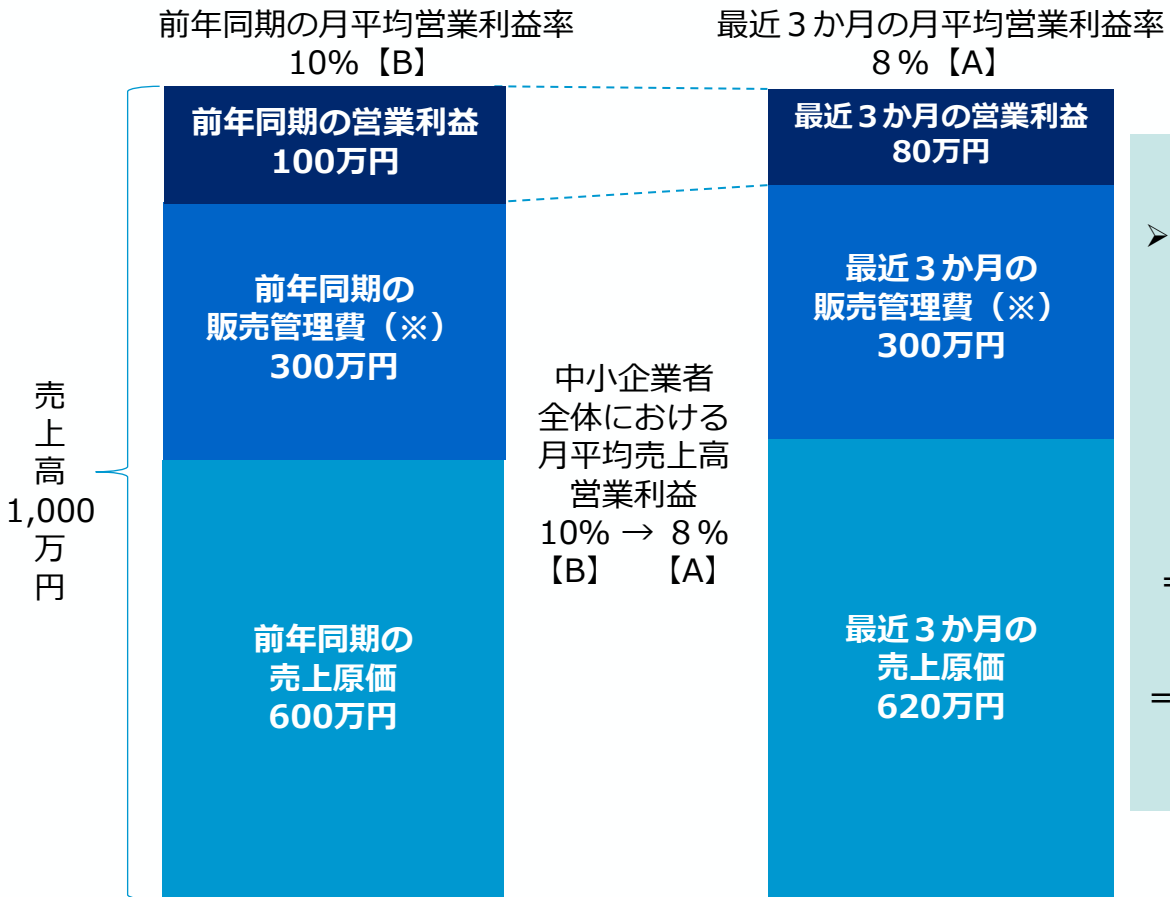 前年同期の月平均営業利益率
10%【B】
最近３か月の月平均営業利益率
８%【A】
前年同期の営業利益
100万円
最近３か月の営業利益
80万円
前年同期の
販売管理費（※）
300万円
最近３か月の
販売管理費（※）
300万円
売
上
高
1,000
万
円
中小企業者
全体における
月平均売上高
営業利益
10% → ８%
【B】　【A】
前年同期の
売上原価
600万円
最近３か月の
売上原価
620万円
➢
=
=